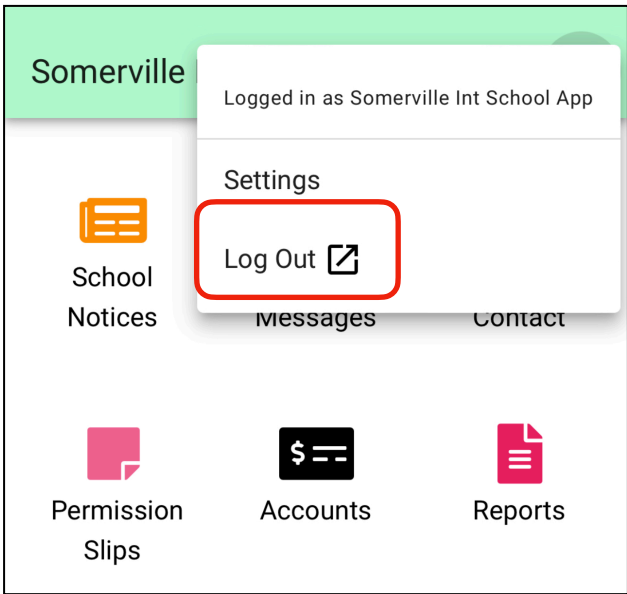 Somerville
Logged in as Somerville Int School App
Settings
Log Out
School
Notices
Messages
Contact
$
Permission
Slips
Accounts
Reports